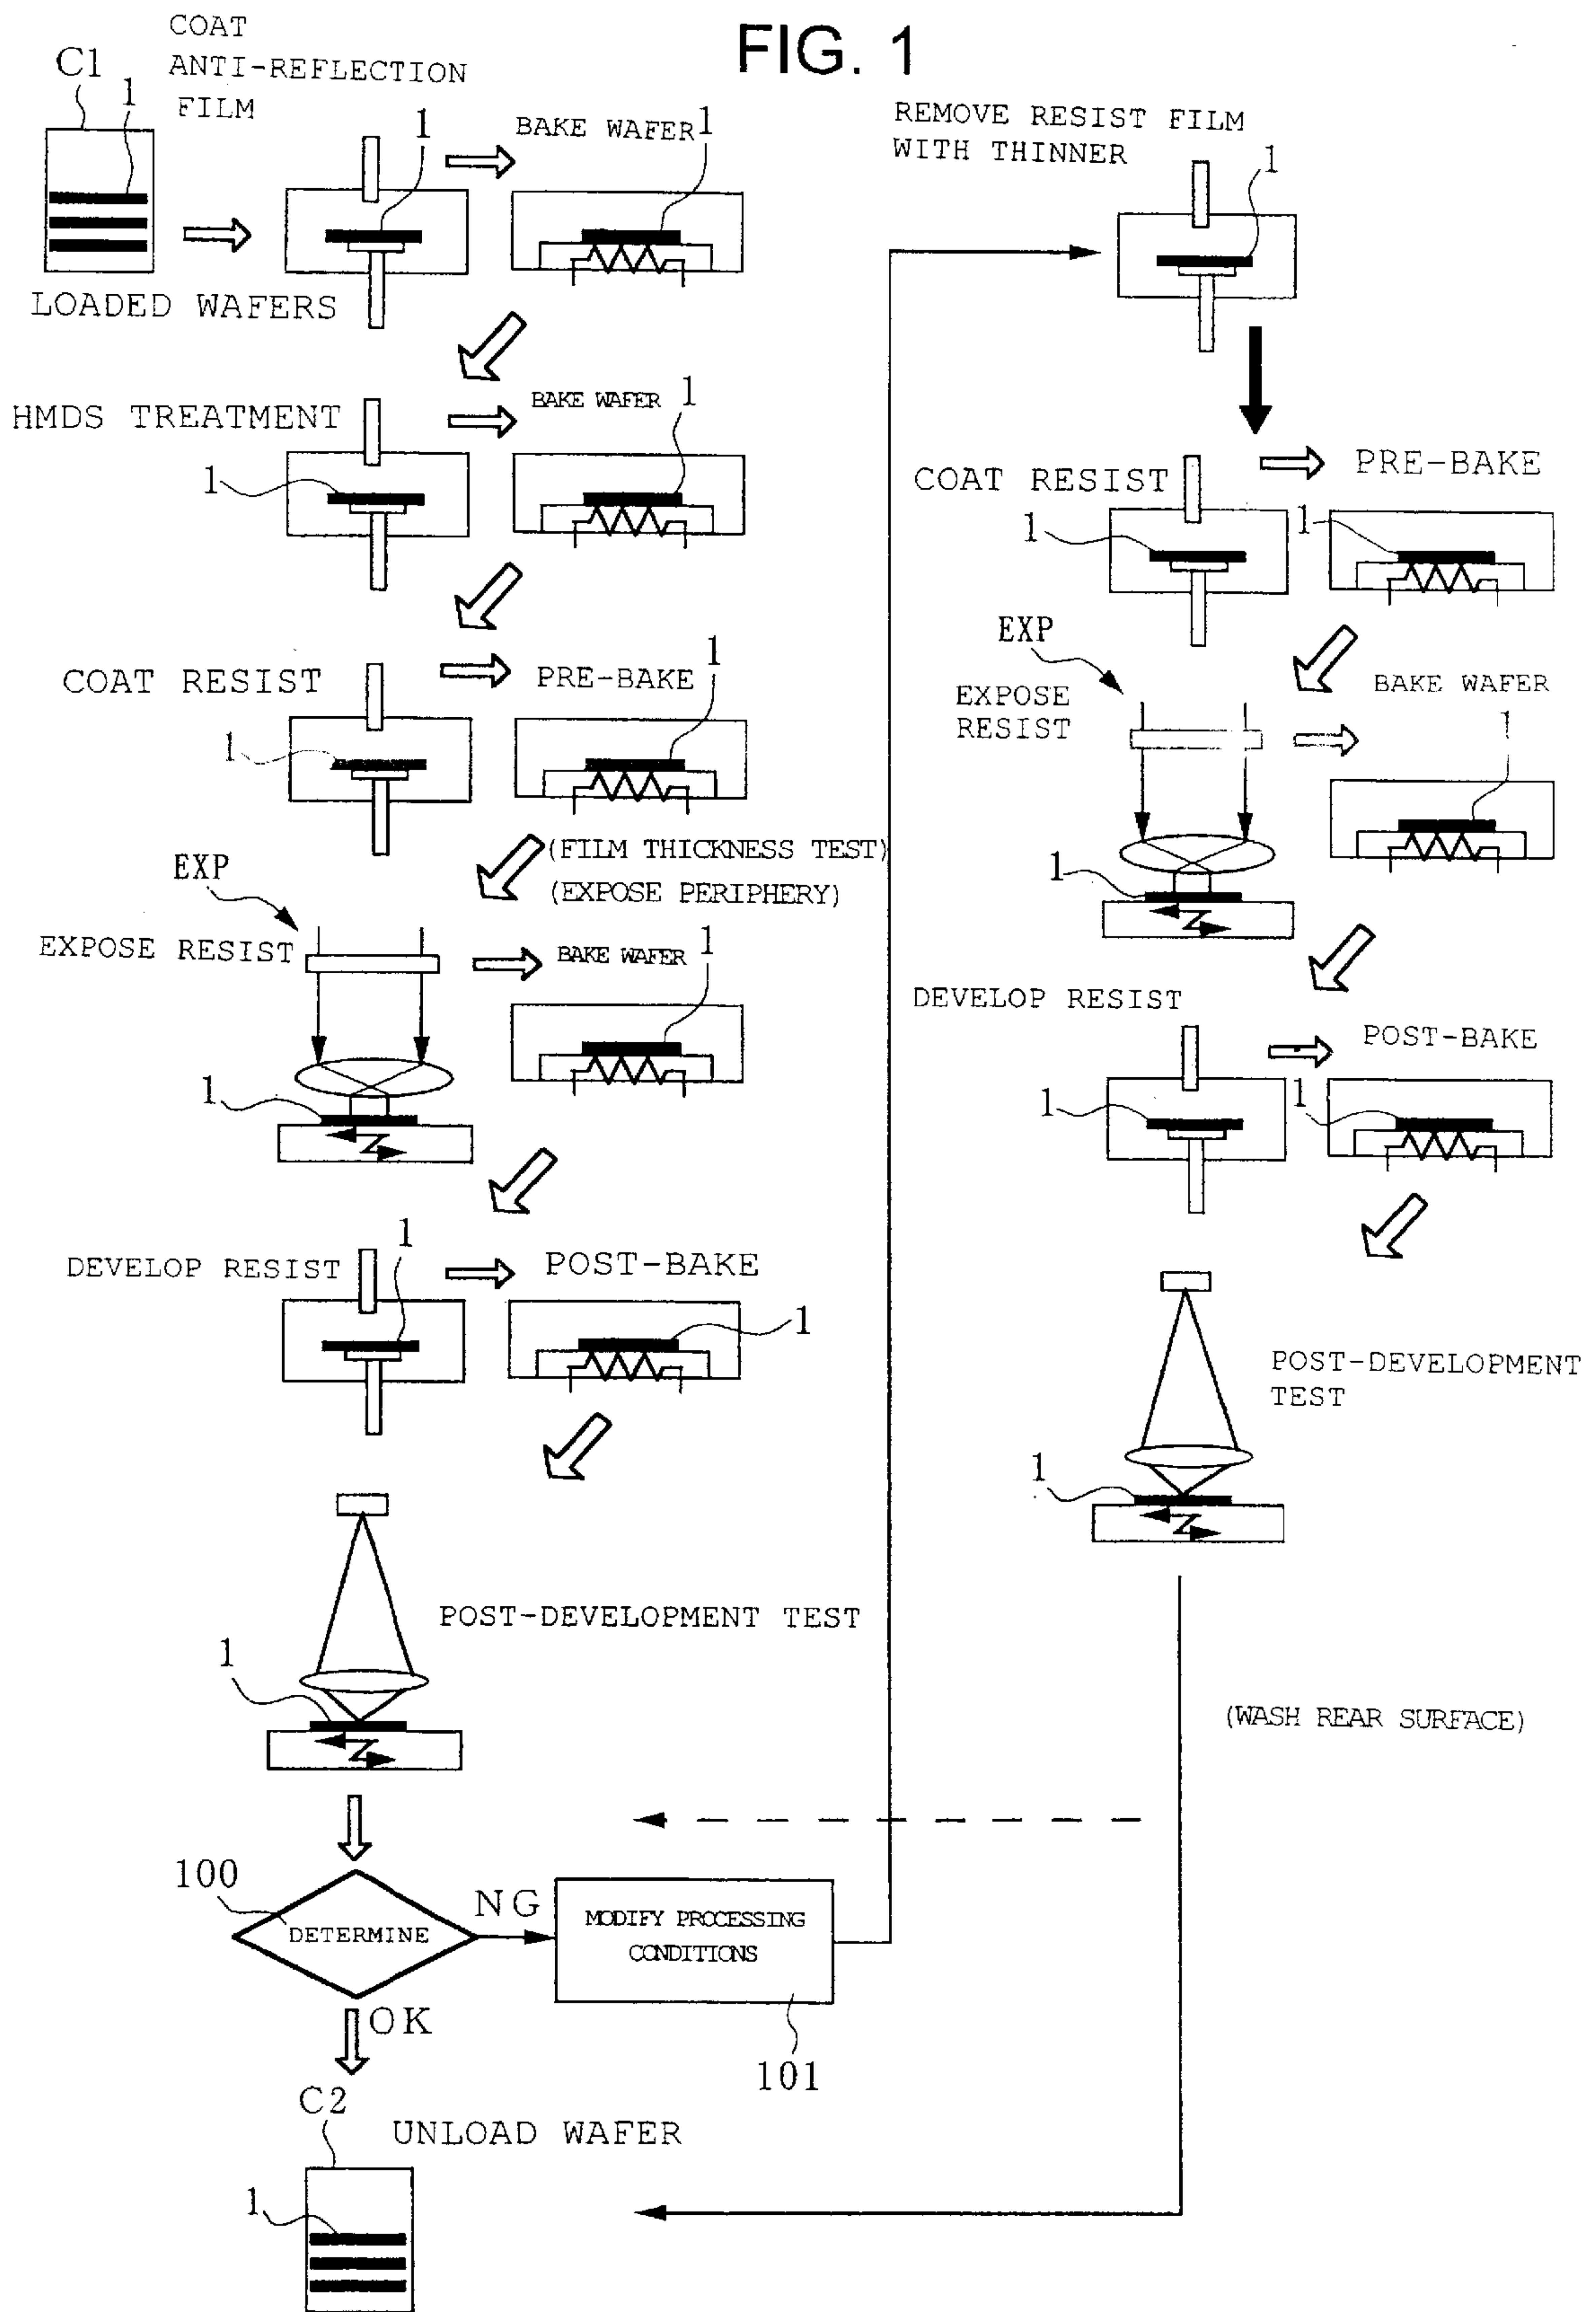 FIG. 1
C1
1
COAT
ANTI-REFLECTION
FILM
1
BAKE WAFER
1
LOADED WAFERS
HMDS TREATMENT
1
BAKE WAFER
1
COAT RESIST
1
PRE-BAKE
1
(FILM THICKNESS TEST)
(EXPOSE PERIPHERY)
EXP
EXPOSE RESIST
1
BAKE WAFER
1
DEVELOP RESIST
1
POST-BAKE
1
POST-DEVELOPMENT TEST
1
100
DETERMINE
NG
MODIFY PROCESSING
CONDITIONS
101
OK
C2
UNLOAD WAFER
1
REMOVE RESIST FILM
WITH THINNER
1
COAT RESIST
1
PRE-BAKE
1
EXP
EXPOSE
RESIST
1
BAKE WAFER
1
DEVELOP RESIST
1
POST-BAKE
1
POST-DEVELOPMENT
TEST
1
(WASH REAR SURFACE)